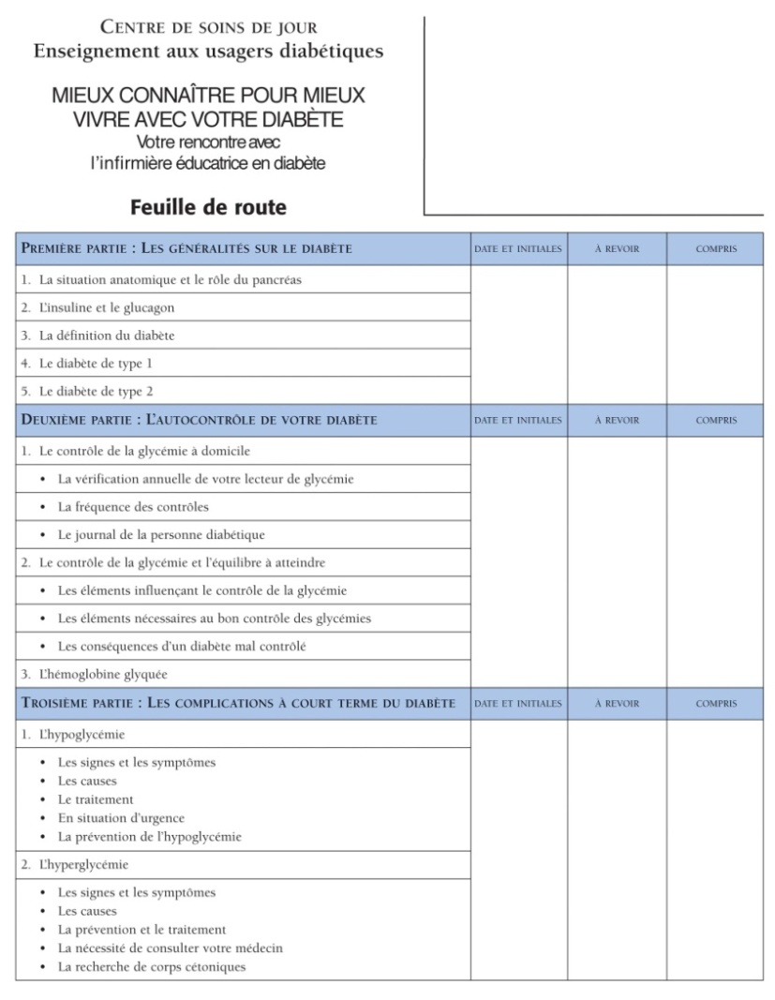 CENTRE DE SOINS DE JOUR
Enseignement aux usagers diabétiques
MIEUX CONNAÎTRE POUR MIEUX
VIVRE AVEC VOTRE DIABÈTE
Votre rencontre avec
l'infirmière éducatrice en diabète
Feuille de route
PREMIÈRE PARTIE : LES GÉNÉRALITÉS SUR LE DIABÈTE DATE ET INITIALES À REVOIR COMPRIS
1. La situation anatomique et le rôle du pancréas
2. L'insuline et le glucagon
3. La définition du diabète
4. Le diabète de type 1
5. Le diabète de type 2
DEUXIÈME PARTIE : L'AUTOCONTRÔLE DE VOTRE DIABÈTE DATE ET INITIALES À REVOIR COMPRIS
1. Le contrôle de la glycémie à domicile
• La vérification annuelle de votre lecteur de glycémie
• La fréquence des contrôles
• Le journal de la personne diabétique
2. Le contrôle de la glycémie et l'équilibre à atteindre
• Les éléments influençant le contrôle de la glycémie
• Les éléments nécessaires au bon contrôle des glycémies
• Les conséquences d'un diabète mal contrôlé
3. L'hémoglobine glyquée
TROISIÈME PARTIE : LES COMPLICATIONS À COURT TERME DU DIABÈTE DATE ET INITIALES À REVOIR COMPRIS
1. L'hypoglycémie
• Les signes et les symptômes
• Les causes
• Le traitement
• En situation d'urgence
• La prévention de l'hypoglycémie
2. L'hyperglycémie
• Les signes et les symptômes
• Les causes
• La prévention et le traitement
• La nécessité de consulter votre médecin
• La recherche de corps cétoniques